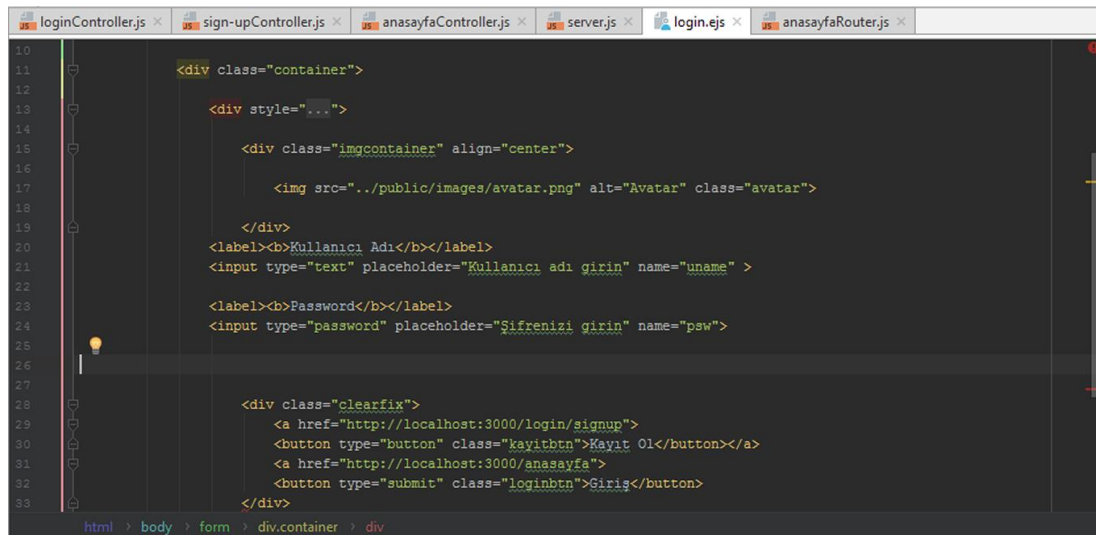 loginController.js × sign-upController.js × anasayfaController.js × server.js × login.ejs × anasayfaRouter.js ×
10
11 <div class="container">
12
13 <div style="...">
14
15 <div class="imgcontainer" align="center">
16
17 <img src="../public/images/avatar.png" alt="Avatar" class="avatar">
18
19 </div>
20 <label><b>Kullanıcı Adı</b></label>
21 <input type="text" placeholder="Kullanıcı adı girin" name="uname" >
22
23 <label><b>Password</b></label>
24 <input type="password" placeholder="Şifrenizi girin" name="psw">
25
26
27
28 <div class="clearfix">
29 <a href="http://localhost:3000/login/signup">
30 <button type="button" class="kayitbtn">Kayıt Ol</button></a>
31 <a href="http://localhost:3000/anasayfa">
32 <button type="submit" class="loginbtn">Giriş</button>
33 </div>
html › body › form › div.container › div